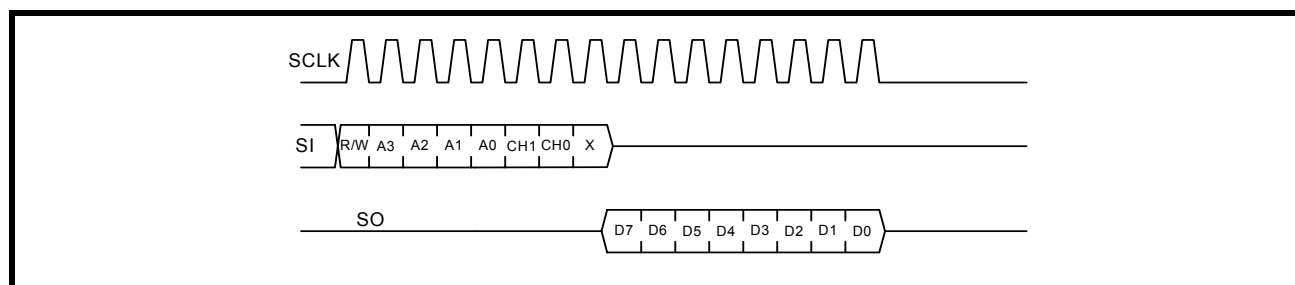 SCLK
SI R/W A3 A2 A1 A0 CH1 CH0 X
SO
D7 D6 D5 D4 D3 D2 D1 D0